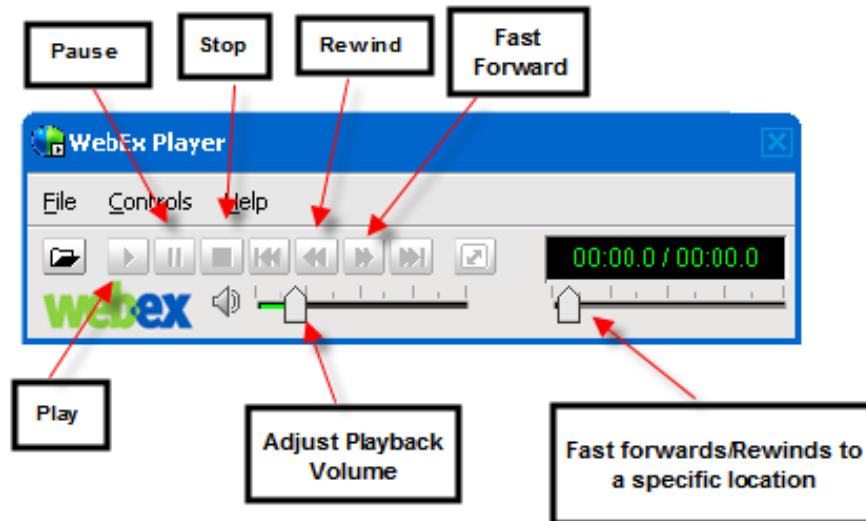 Pause
Stop
Rewind
Fast
Forward
WebEx Player
File Controls Help
00:00.0 / 00:00.0
webex
Play
Adjust Playback
Volume
Fast forwards/Rewinds to
a specific location